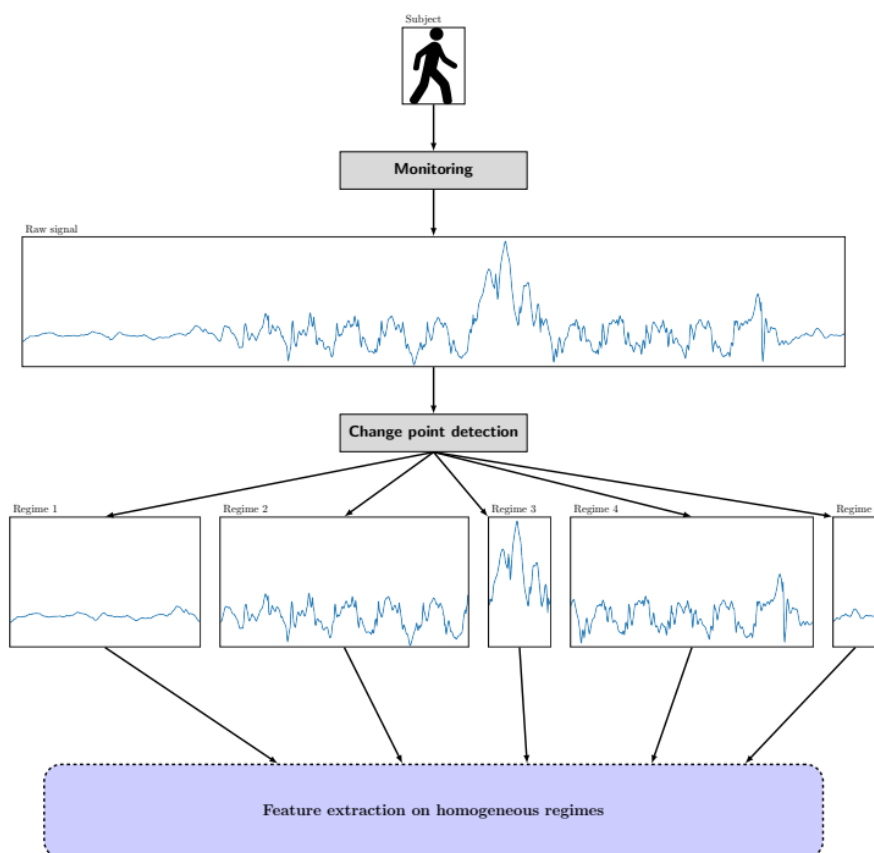 Subject
Monitoring
Raw signal
Change point detection
Regime 1
Regime 2
Regime 3
Regime 4
Regime
Feature extraction on homogeneous regimes